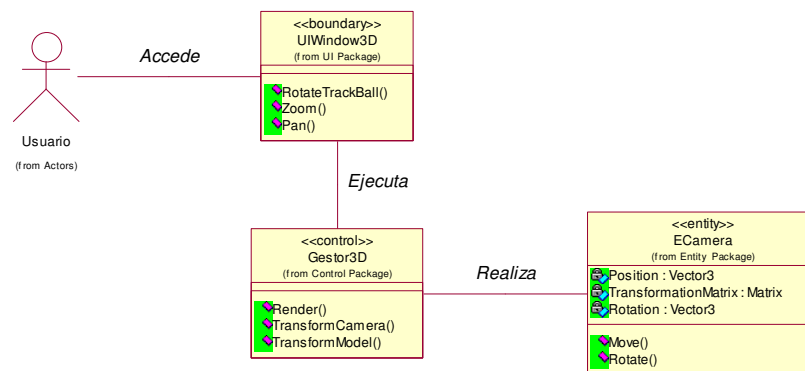 Accede
<<boundary>>
UIWindow3D
(from UI Package)
RotateTrackBall()
Zoom()
Pan()
Usuario
(from Actors)
Ejecuta
<<control>>
Gestor3D
(from Control Package)
Render()
TransformCamera()
TransformModel()
Realiza
<<entity>>
ECamera
(from Entity Package)
Position : Vector3
TransformationMatrix : Matrix
Rotation : Vector3
Move()
Rotate()